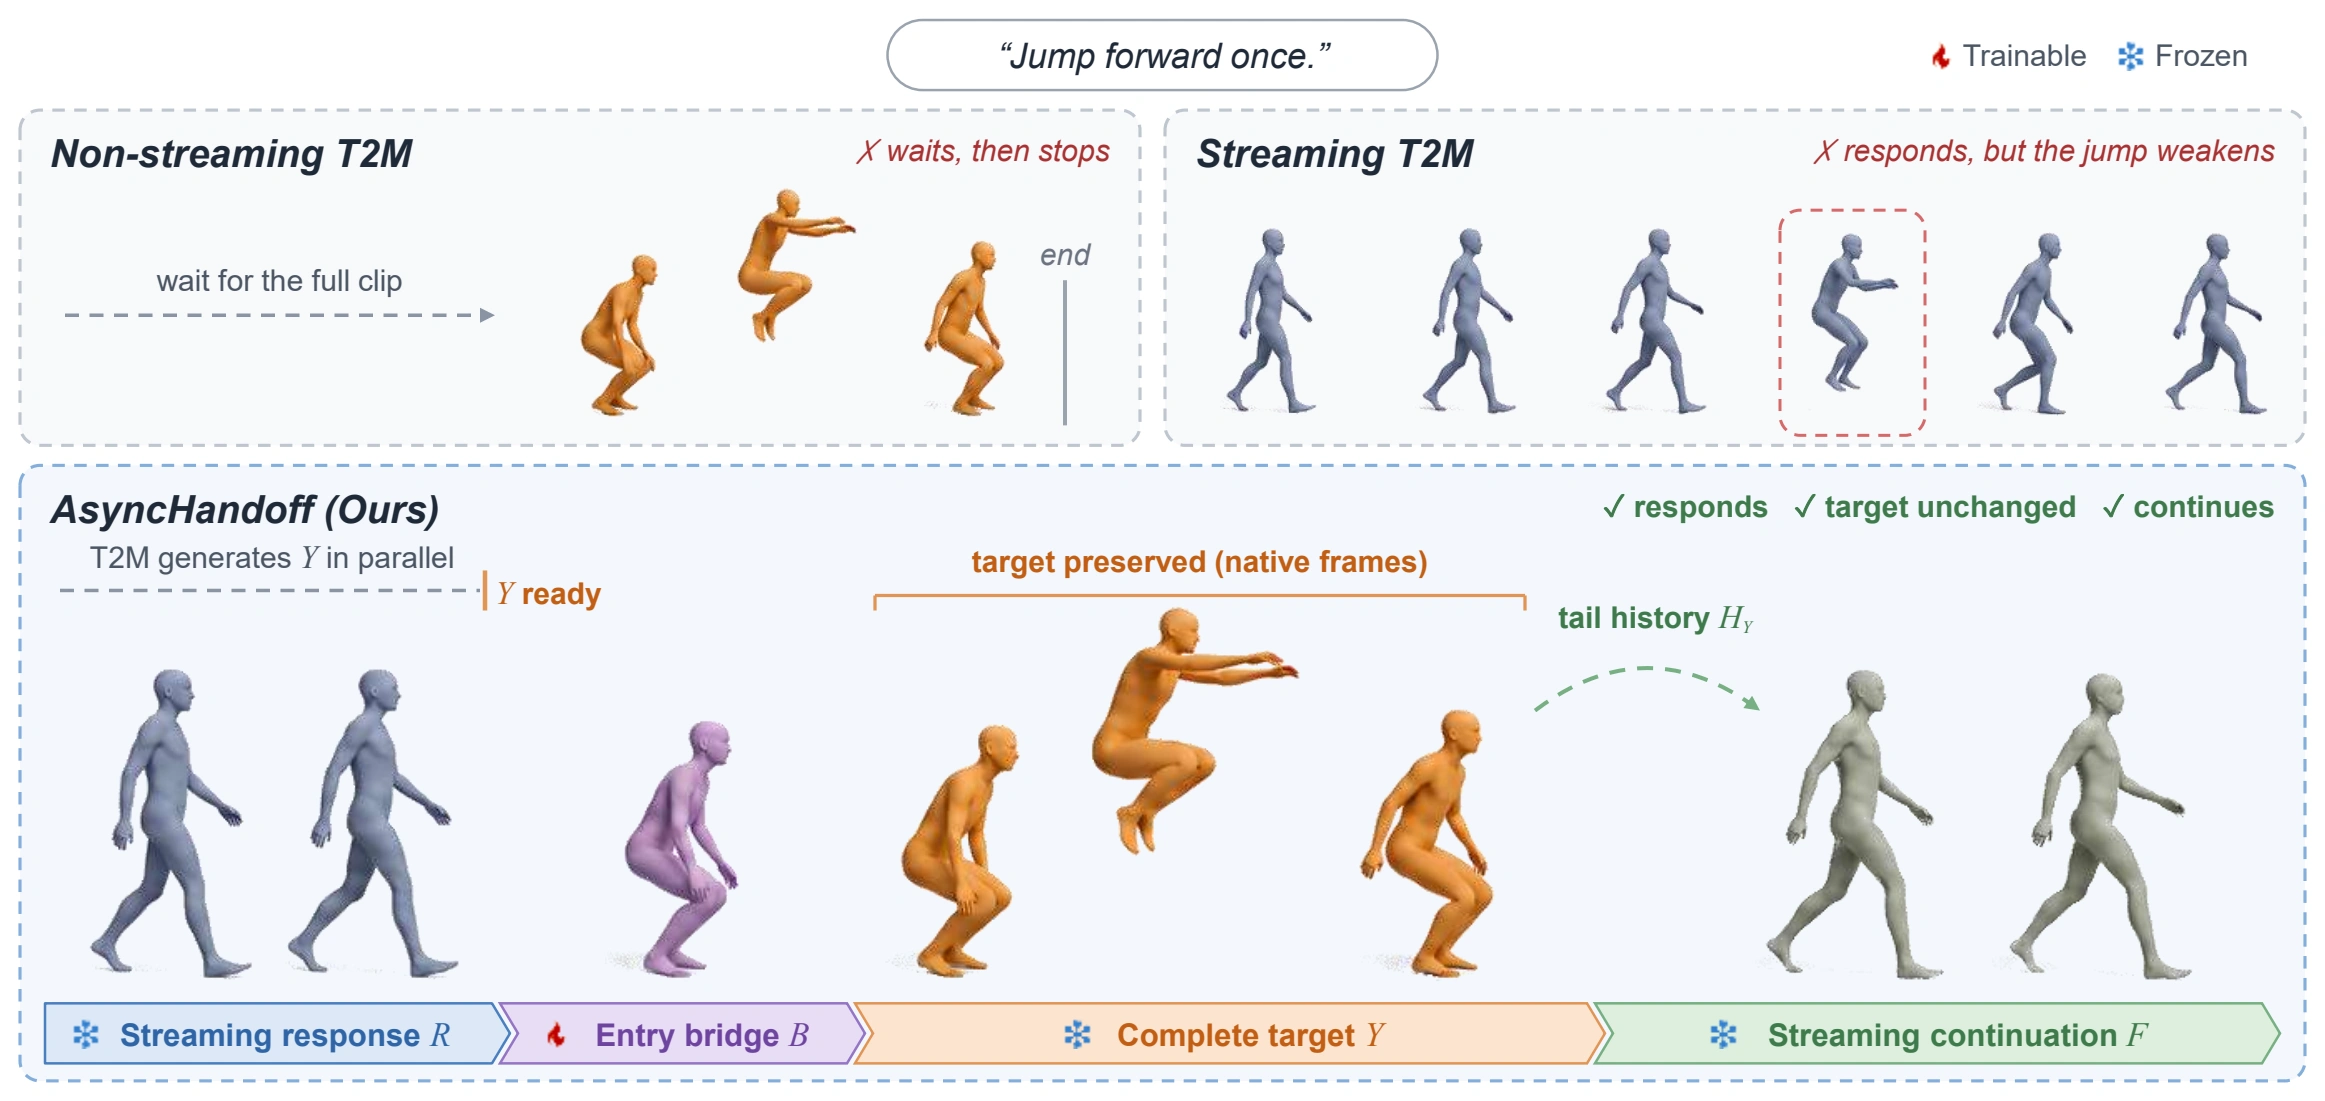 “Jump forward once.”
Trainable
Frozen
Non-streaming T2M
✗ waits, then stops
wait for the full clip
end
Streaming T2M
✗ responds, but the jump weakens
AsyncHandoff (Ours)
✓ responds ✓ target unchanged ✓ continues
T2M generates Y in parallel
Y ready
target preserved (native frames)
tail history H_Y
Streaming response R
Entry bridge B
Complete target Y
Streaming continuation F